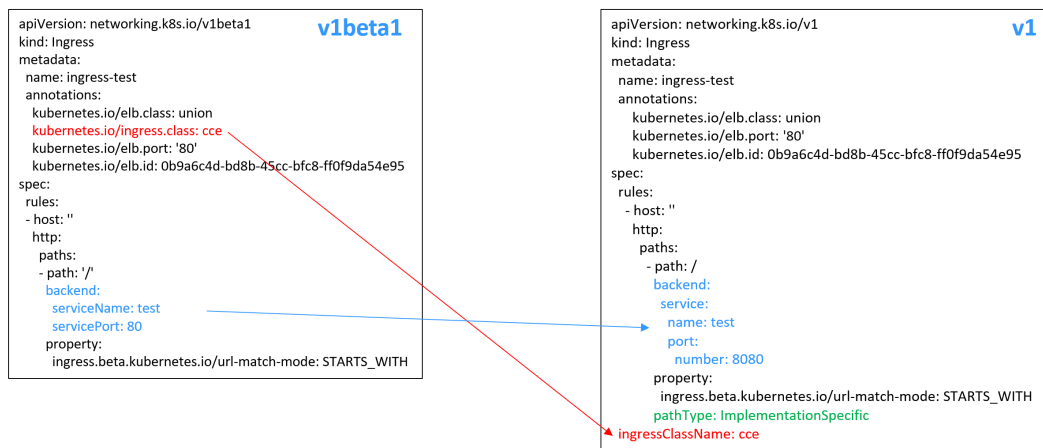 apiVersion: networking.k8s.io/v1beta1
v1beta1
kind: Ingress
metadata:
name: ingress-test
annotations:
kubernetes.io/elb.class: union
kubernetes.io/ingress.class: cce
kubernetes.io/elb.port: '80'
kubernetes.io/elb.id: 0b9a6c4d-bd8b-45cc-bfc8-ff0f9da54e95
spec:
rules:
- host: ''
http:
paths:
- path: '/'
backend:
serviceName: test
servicePort: 80
property:
ingress.beta.kubernetes.io/url-match-mode: STARTS_WITH
apiVersion: networking.k8s.io/v1
v1
kind: Ingress
metadata:
name: ingress-test
annotations:
kubernetes.io/elb.class: union
kubernetes.io/elb.port: '80'
kubernetes.io/elb.id: 0b9a6c4d-bd8b-45cc-bfc8-ff0f9da54e95
spec:
rules:
- host: ''
http:
paths:
- path: /
backend:
service:
name: test
port:
number: 8080
property:
ingress.beta.kubernetes.io/url-match-mode: STARTS_WITH
pathType: ImplementationSpecific
ingressClassName: cce